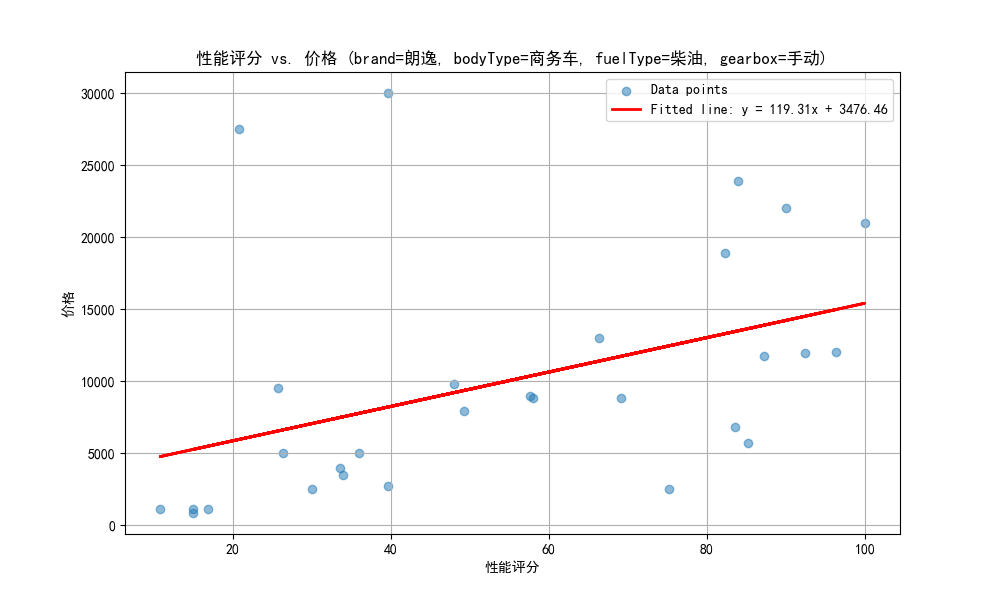 性能评分 vs. 价格 (brand=朗逸, bodyType=商务车, fuelType=柴油, gearbox=手动)
Data points
Fitted line: y = 119.31x + 3476.46
30000
25000
20000
15000
10000
5000
0
价格
20 40 60 80 100
性能评分